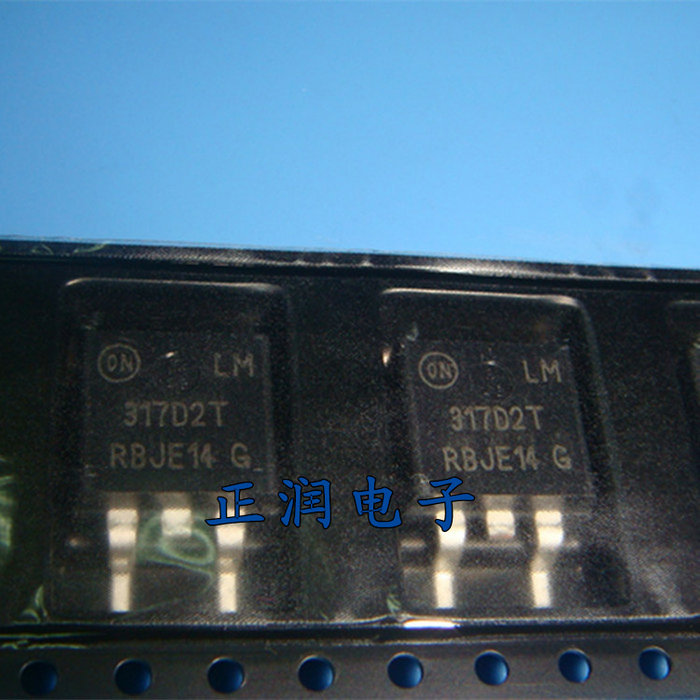 ON LM
317D2T
RBJE14 G
ON LM
317D2T
RBJE14 G
正润电子